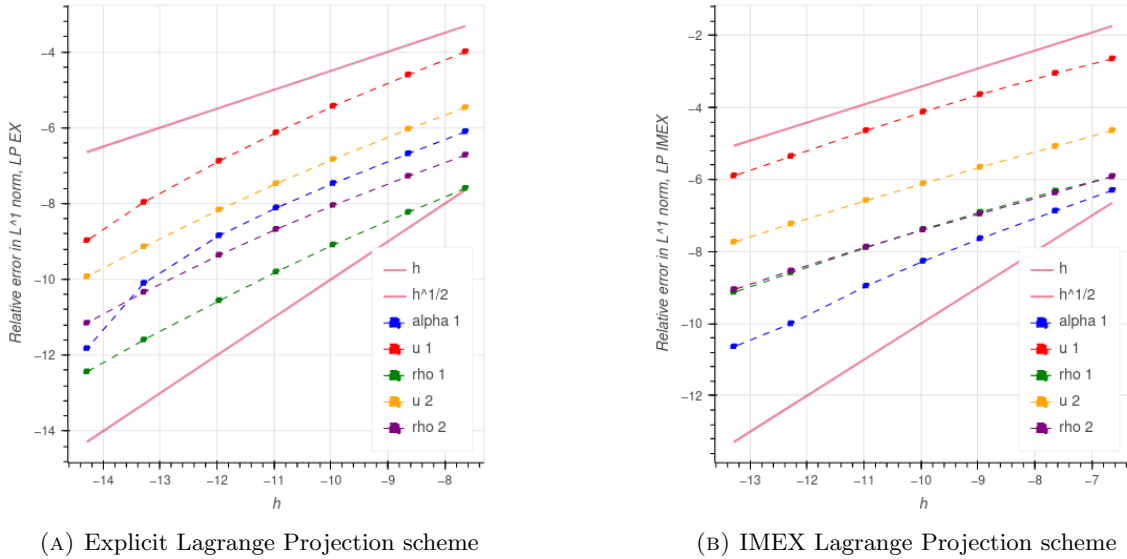 Relative error in L^1 norm, LP EX
−4
−6
−8
−10
−12
−14
−14
−13
−12
−11
−10
−9
−8
h
h
h^1/2
alpha 1
u 1
rho 1
u 2
rho 2
(A) Explicit Lagrange Projection scheme
Relative error in L^1 norm, LP IMEX
−2
−4
−6
−8
−10
−12
−13
−12
−11
−10
−9
−8
−7
h
h
h^1/2
alpha 1
u 1
rho 1
u 2
rho 2
(B) IMEX Lagrange Projection scheme